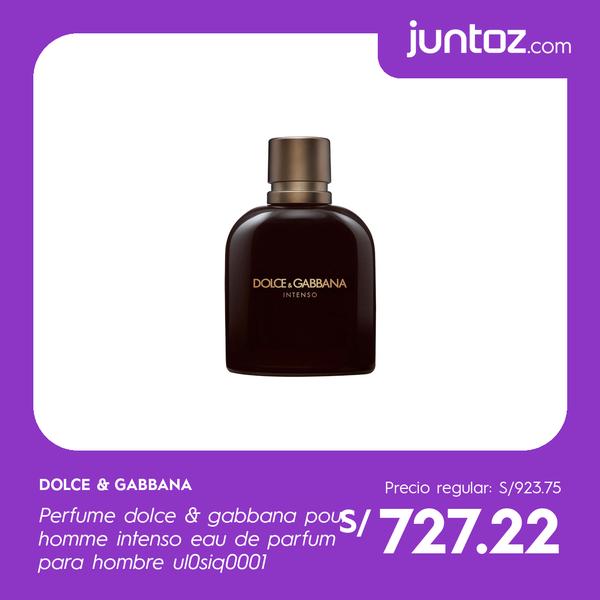 juntoz.com
DOLCE & GABBANA
INTENSO
DOLCE & GABBANA
Perfume dolce & gabbana pou
homme intenso eau de parfum
para hombre ul0siq0001
Precio regular: S/923.75
S/ 727.22